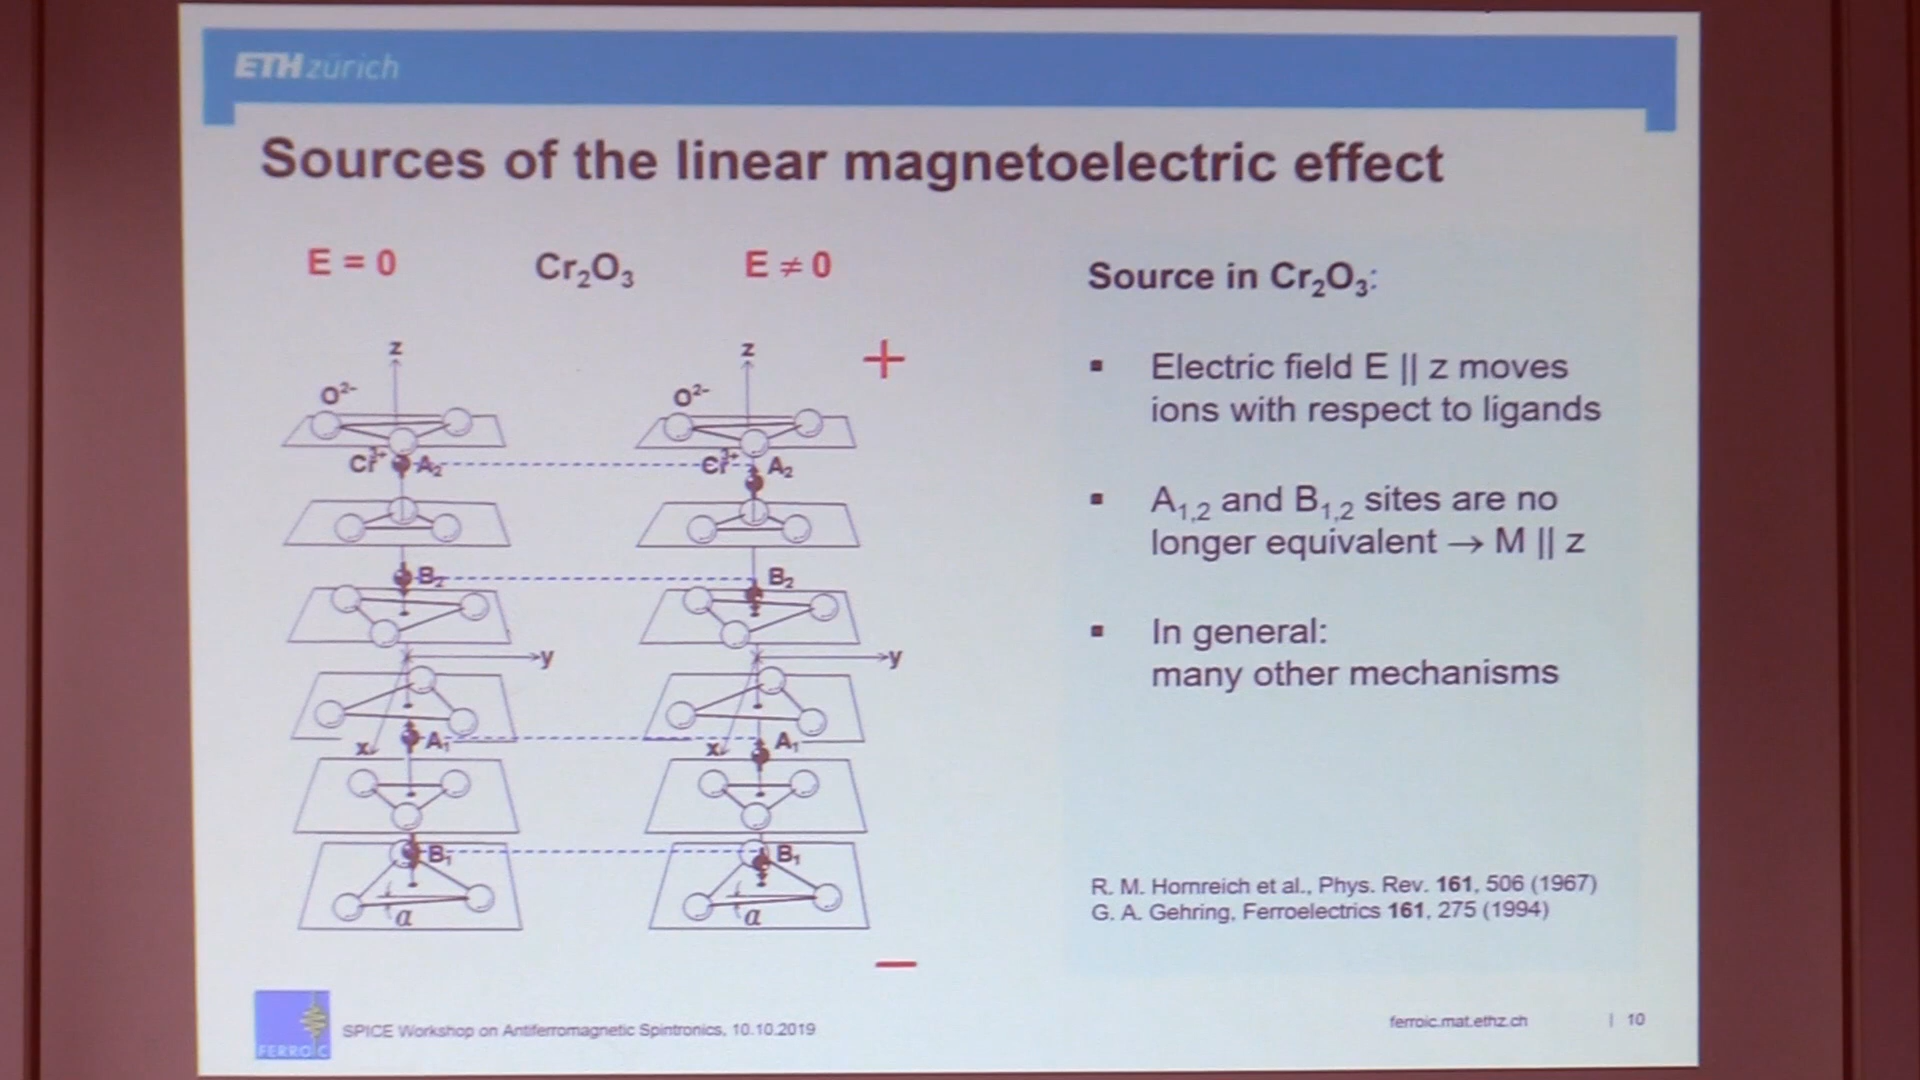 ETH zürich
Sources of the linear magnetoelectric effect
E = 0
Cr₂O₃
E ≠ 0
z
O²⁻
Cr³⁺ A₂
B₂
y
x
A₁
B₁
a
+
z
O²⁻
Cr³⁺ A₂
B₂
y
x
A₁
B₁
a
−
Source in Cr₂O₃:
▪ Electric field E || z moves
ions with respect to ligands
▪ A₁,₂ and B₁,₂ sites are no
longer equivalent → M || z
▪ In general:
many other mechanisms
R. M. Hornreich et al., Phys. Rev. 161, 506 (1967)
G. A. Gehring, Ferroelectrics 161, 275 (1994)
FERROIC
SPICE Workshop on Antiferromagnetic Spintronics, 10.10.2019
ferroic.mat.ethz.ch
| 10